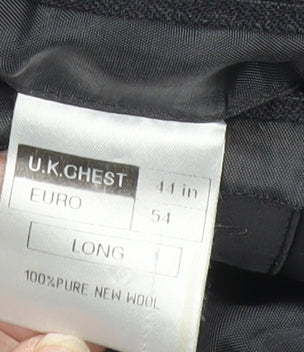 U.K.CHEST 44 in
EURO 54
LONG
100%PURE NEW WOOL